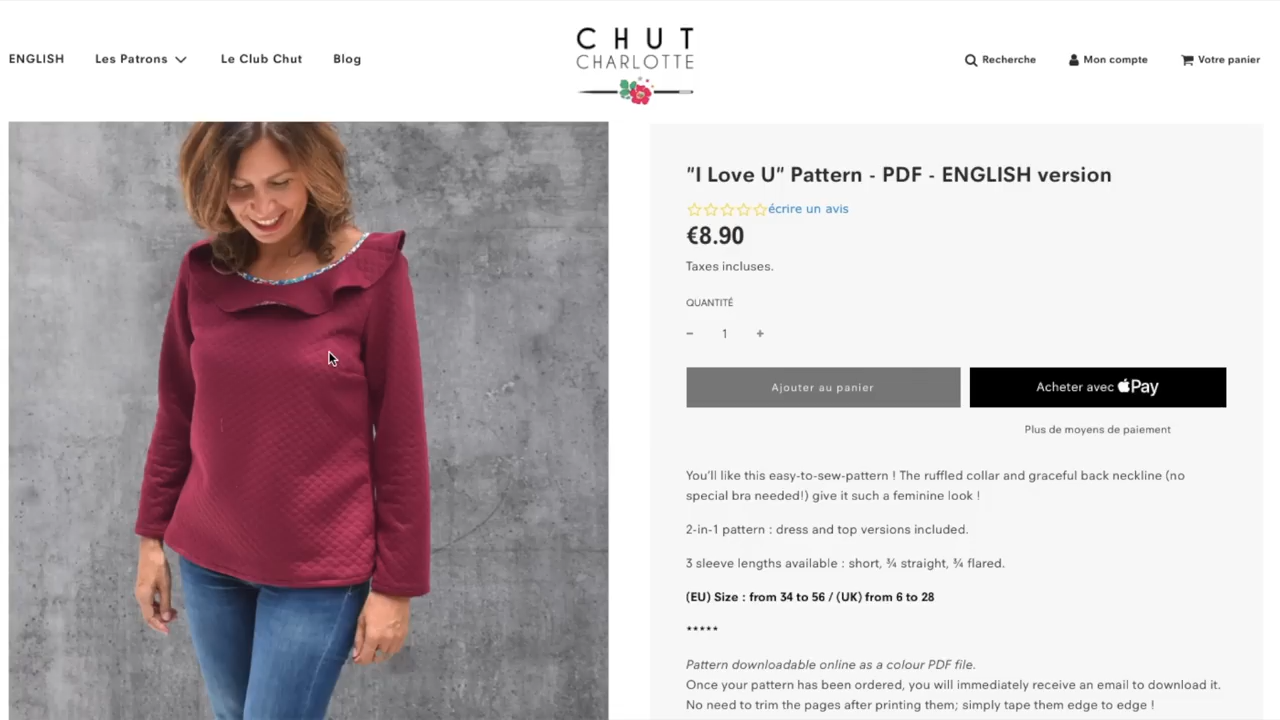 ENGLISH
Les Patrons
Le Club Chut
Blog
CHUT
CHARLOTTE
Recherche
Mon compte
Votre panier
"I Love U" Pattern - PDF - ENGLISH version
écrire un avis
€8.90
Taxes incluses.
QUANTITÉ
− 1 +
Ajouter au panier
Acheter avec Pay
Plus de moyens de paiement
You'll like this easy-to-sew-pattern ! The ruffled collar and graceful back neckline (no
special bra needed!) give it such a feminine look !
2-in-1 pattern : dress and top versions included.
3 sleeve lengths available : short, ¾ straight, ¾ flared.
(EU) Size : from 34 to 56 / (UK) from 6 to 28
*****
Pattern downloadable online as a colour PDF file.
Once your pattern has been ordered, you will immediately receive an email to download it.
No need to trim the pages after printing them; simply tape them edge to edge !